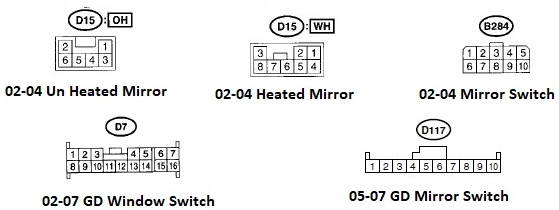 D15 : OH
2 1
6 5 4 3
02-04 Un Heated Mirror
D15 : WH
3 2 1
8 7 6 5 4
02-04 Heated Mirror
B284
1 2 3 4 5
6 7 8 9 10
02-04 Mirror Switch
D7
1 2 3 4 5 6 7
8 9 10 11 12 13 14 15 16
02-07 GD Window Switch
D117
1 2 3 4 5 6 7 8 9 10
05-07 GD Mirror Switch